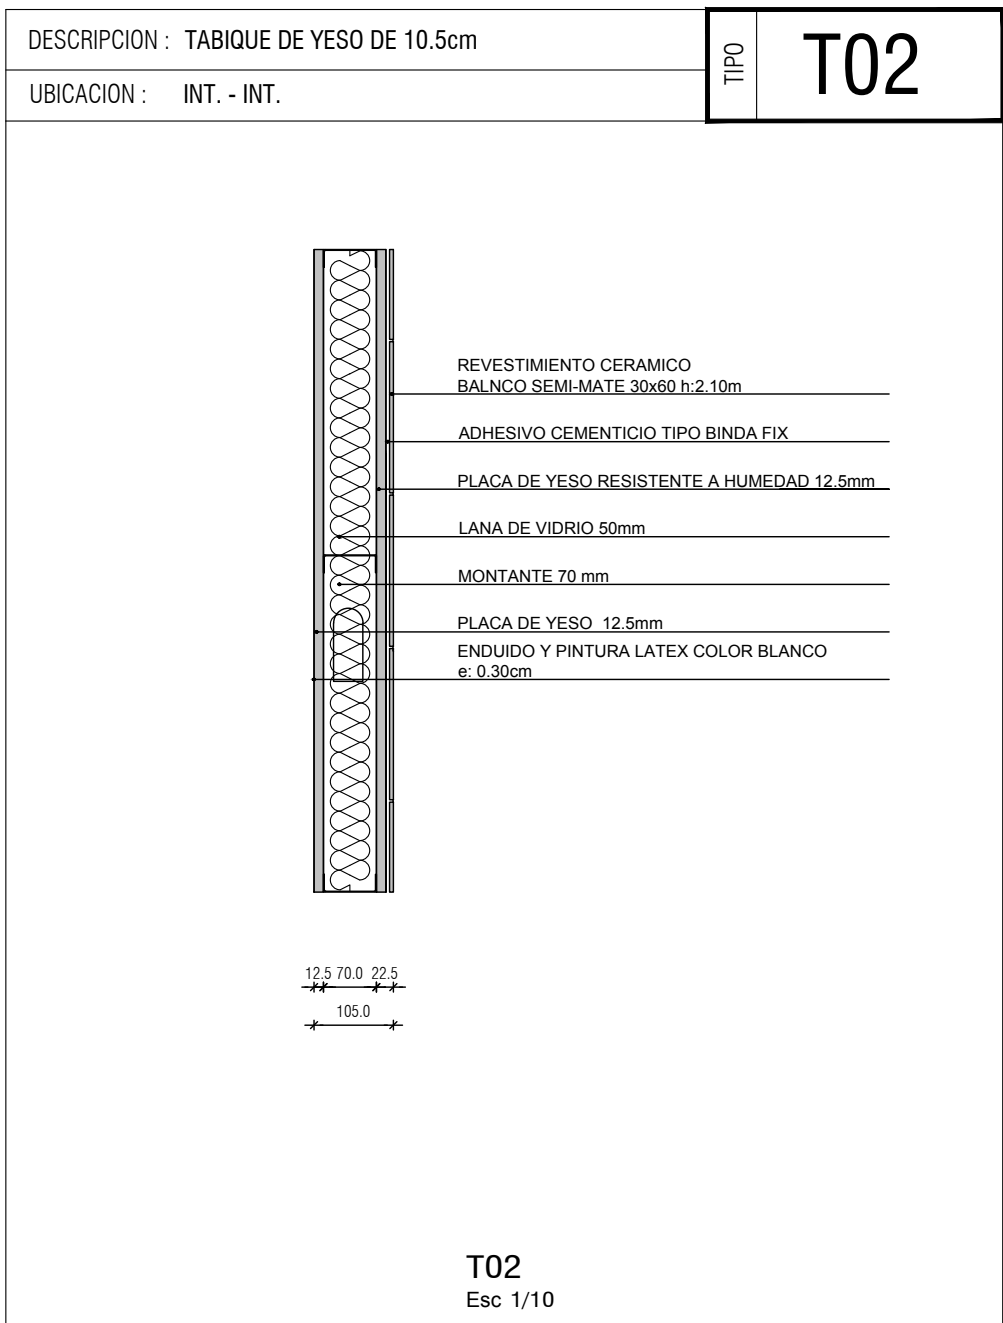 DESCRIPCION : TABIQUE DE YESO DE 10.5cm
UBICACION : INT. - INT.
TIPO
T02
REVESTIMIENTO CERAMICO
BALNCO SEMI-MATE 30x60 h:2.10m
ADHESIVO CEMENTICIO TIPO BINDA FIX
PLACA DE YESO RESISTENTE A HUMEDAD 12.5mm
LANA DE VIDRIO 50mm
MONTANTE 70 mm
PLACA DE YESO 12.5mm
ENDUIDO Y PINTURA LATEX COLOR BLANCO
e: 0.30cm
12.5 70.0 22.5
105.0
T02
Esc 1/10